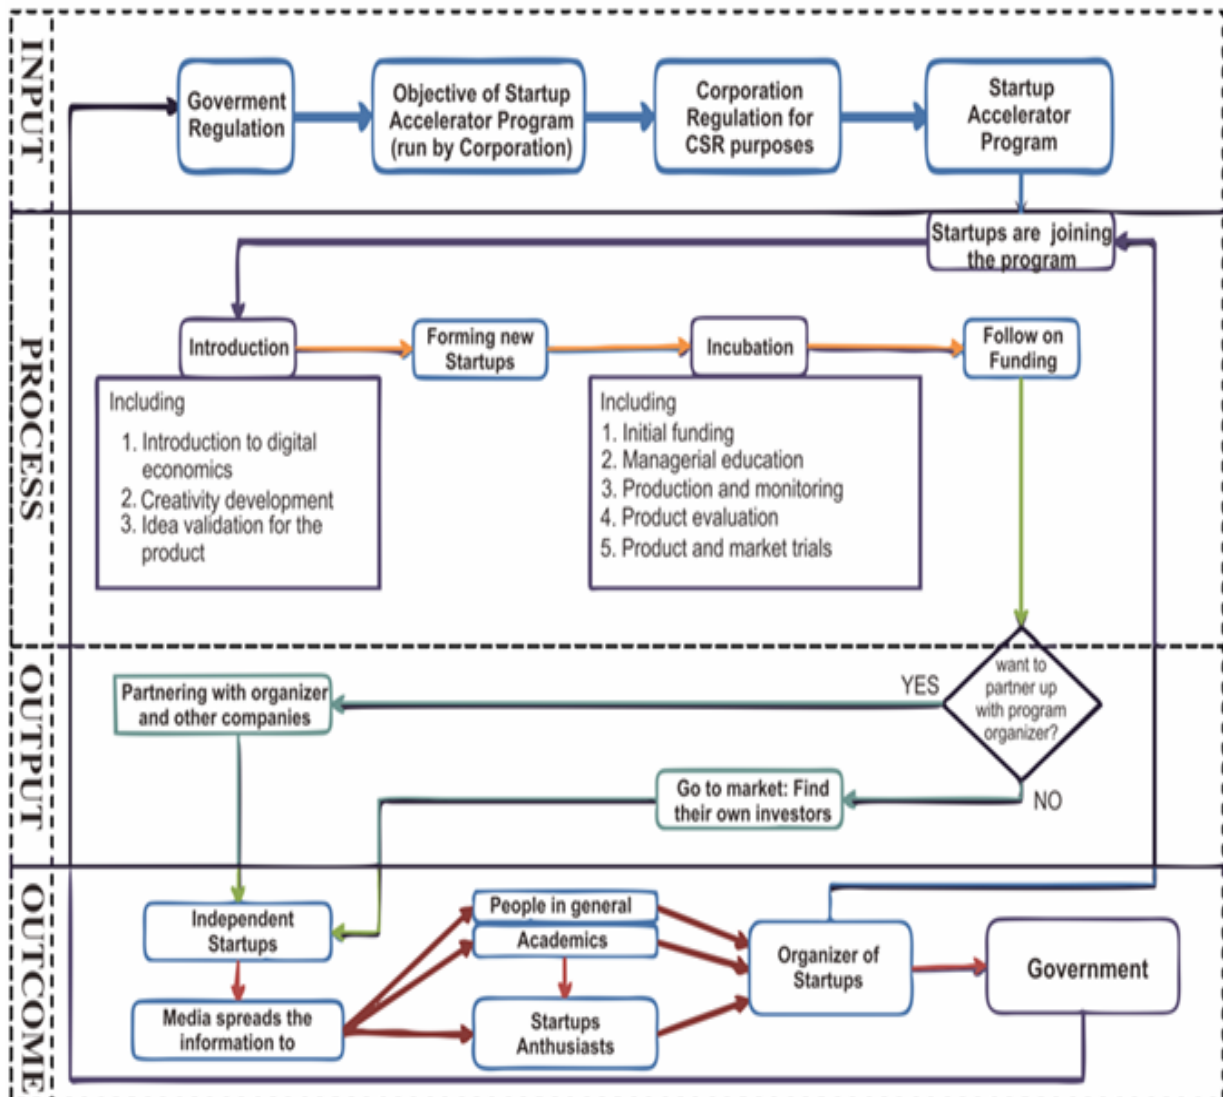 INPUT
Goverment
Regulation
Objective of Startup
Accelerator Program
(run by Corporation)
Corporation
Regulation for
CSR purposes
Startup
Accelerator
Program
PROCESS
Startups are joining
the program
Introduction
Forming new
Startups
Incubation
Follow on
Funding
Including
1. Introduction to digital
economics
2. Creativity development
3. Idea validation for the
product
Including
1. Initial funding
2. Managerial education
3. Production and monitoring
4. Product evaluation
5. Product and market trials
OUTPUT
want to
partner up
with program
organizer?
YES
NO
Partnering with organizer
and other companies
Go to market: Find
their own investors
OUTCOME
Independent
Startups
Media spreads the
information to
People in general
Academics
Startups
Anthusiasts
Organizer of
Startups
Government